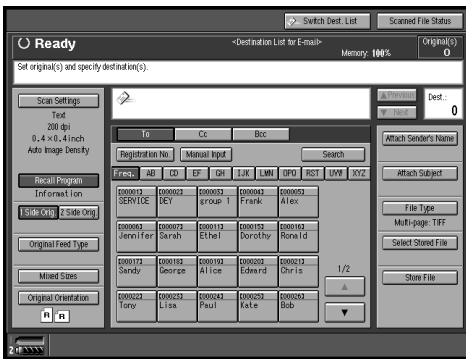 Switch Dest. List
Scanned File Status
Ready
<Destination List for E-mail>
Memory: 100%
Original(s)
0
Set original(s) and specify destination(s).
Scan Settings
Text
200 dpi
0.4×0.4inch
Auto Image Density
Recall Program
Information
1 Side Orig.
2 Side Orig.
Original Feed Type
Mixed Sizes
Original Orientation
R R
▲Previous
▼ Next
Dest.:
0
To
Cc
Bcc
Registration No.
Manual Input
Search
Freq. AB CD EF GH IJK LMN OPQ RST UVW XYZ
[00001] [00002] [00003] [00004] [00005]
SERVICE DEY group 1 Frank Alex
[00006] [00007] [00011] [00015] [00016]
Jennifer Sarah Ethel Dorothy Ronald
[00017] [00018] [00019] [00020] [00021]
Sandy George Alice Edward Chris
[00022] [00023] [00024] [00025] [00026]
Tony Lisa Paul Kate Bob
1/2
▲
▼
Attach Sender's Name
Attach Subject
File Type
Multi-page: TIFF
Select Stored File
Store File